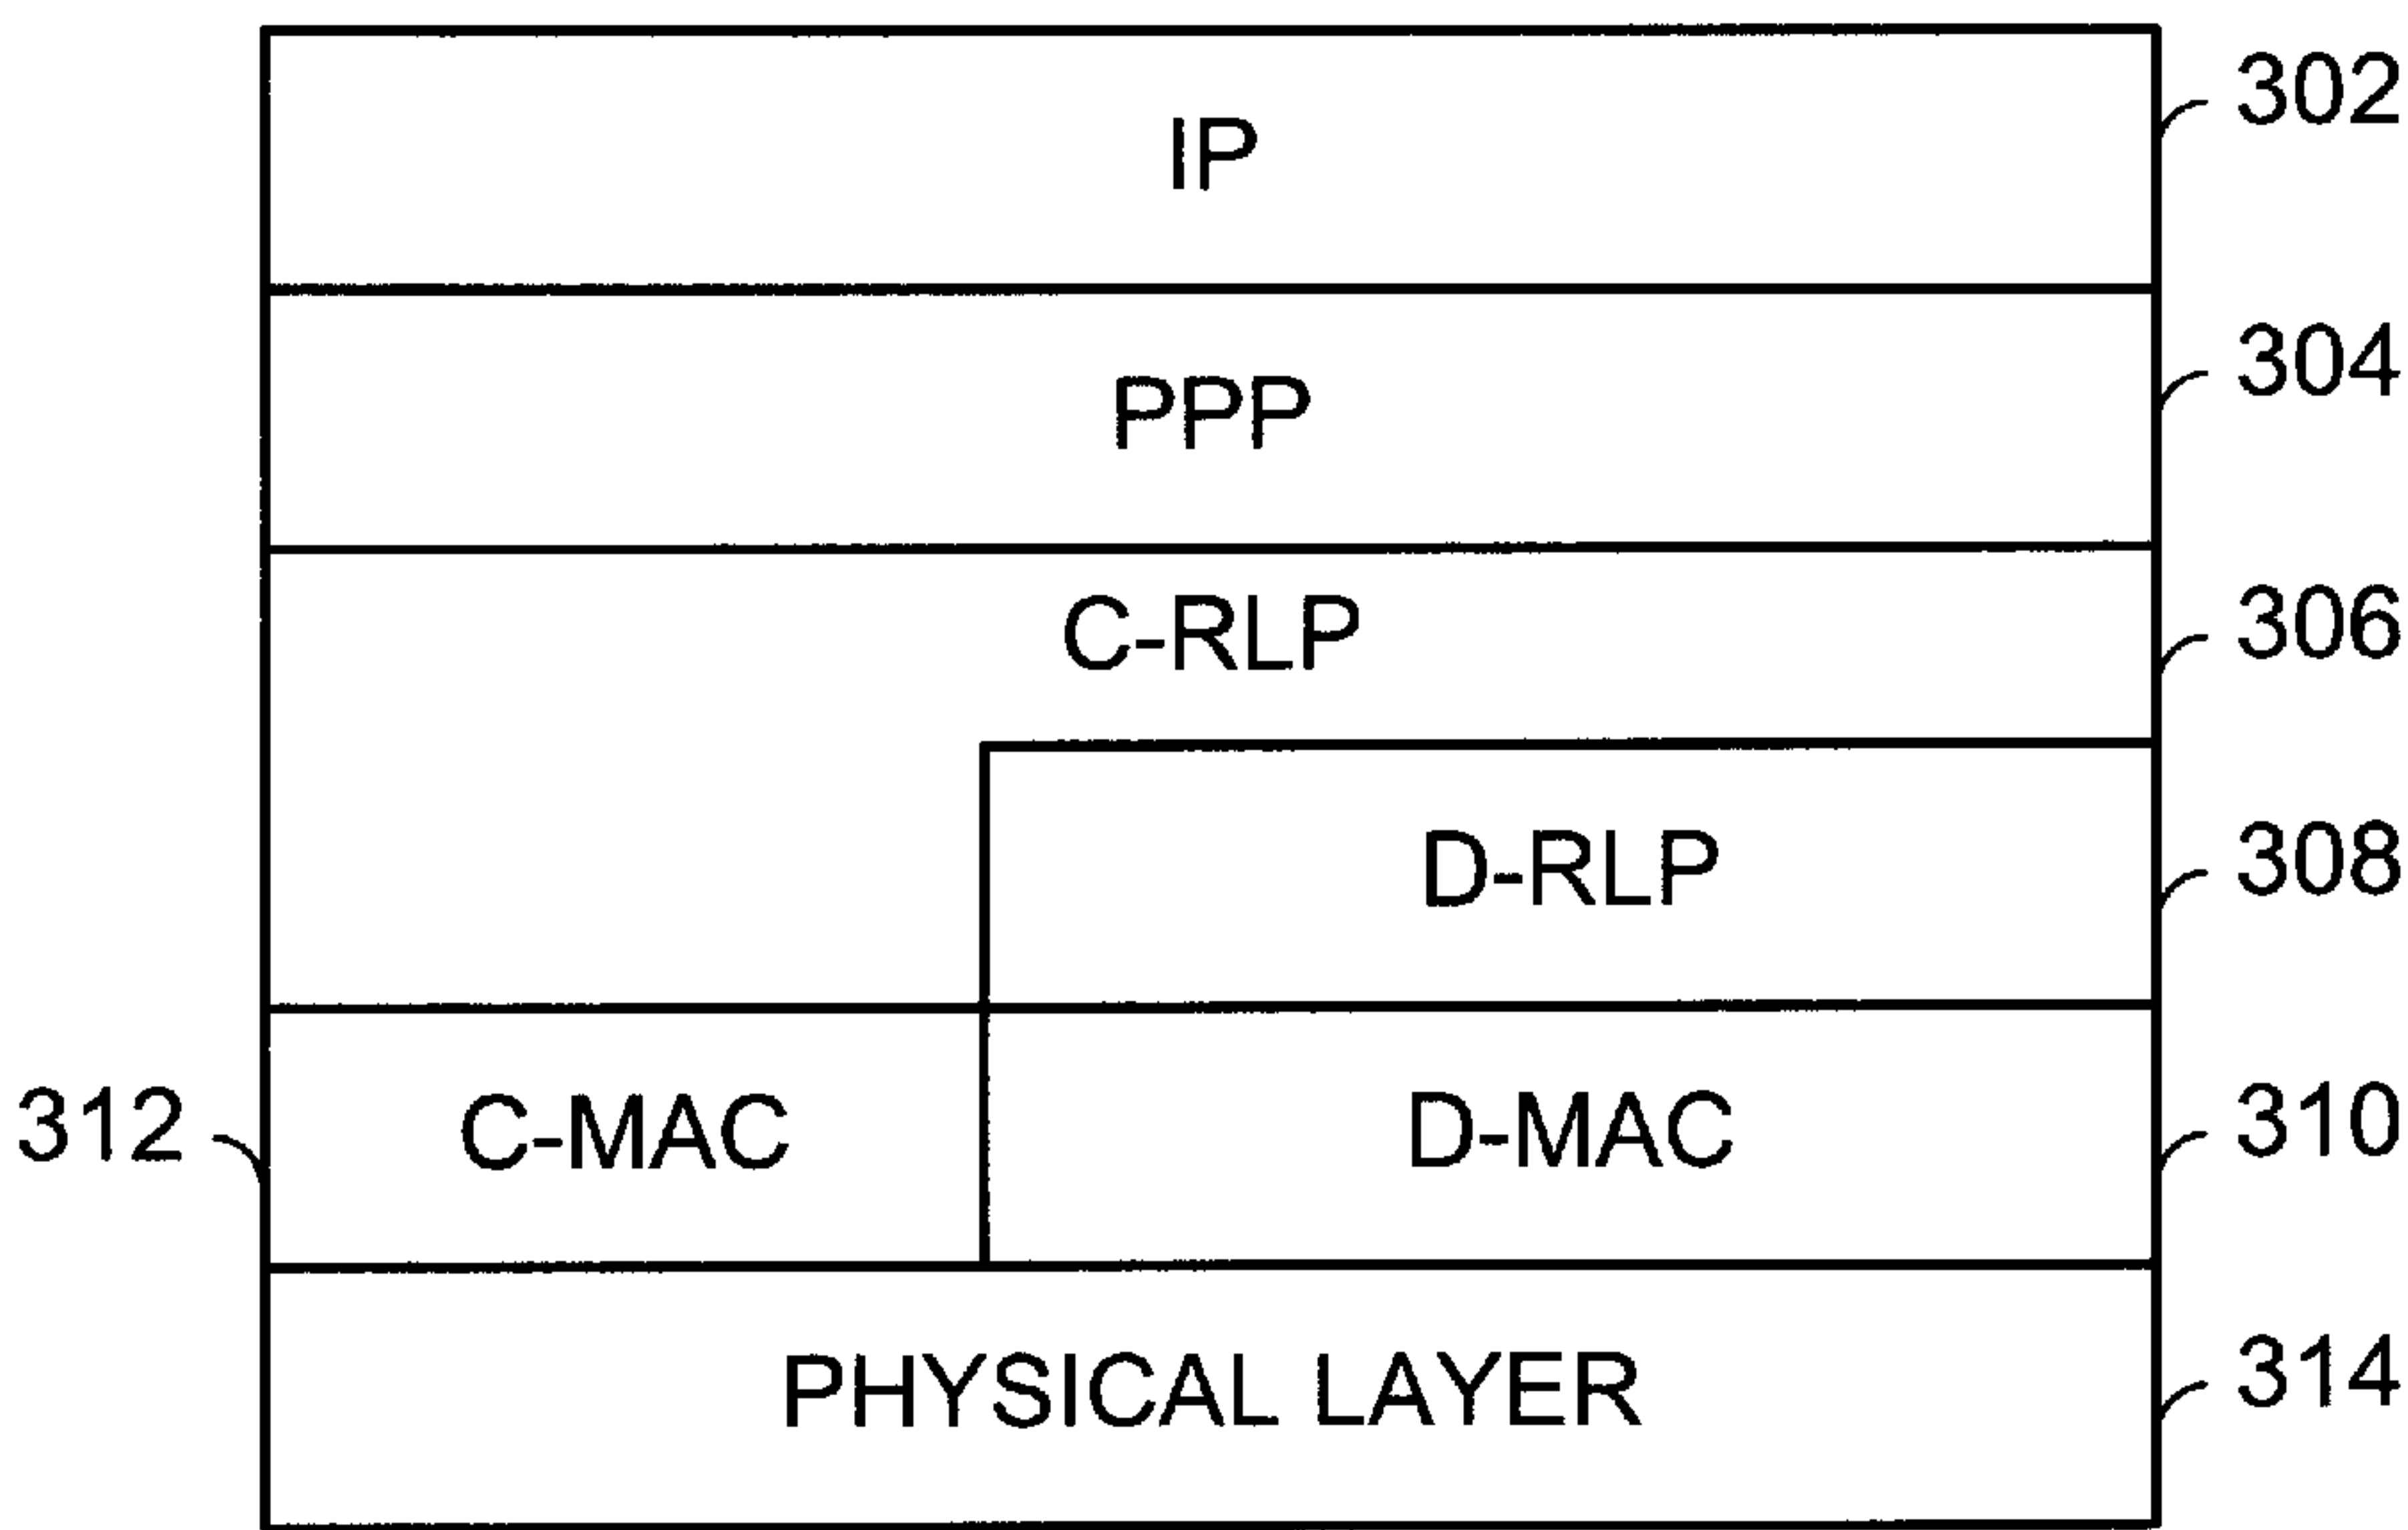 IP 302
PPP 304
C-RLP 306
D-RLP 308
312 C-MAC D-MAC 310
PHYSICAL LAYER 314